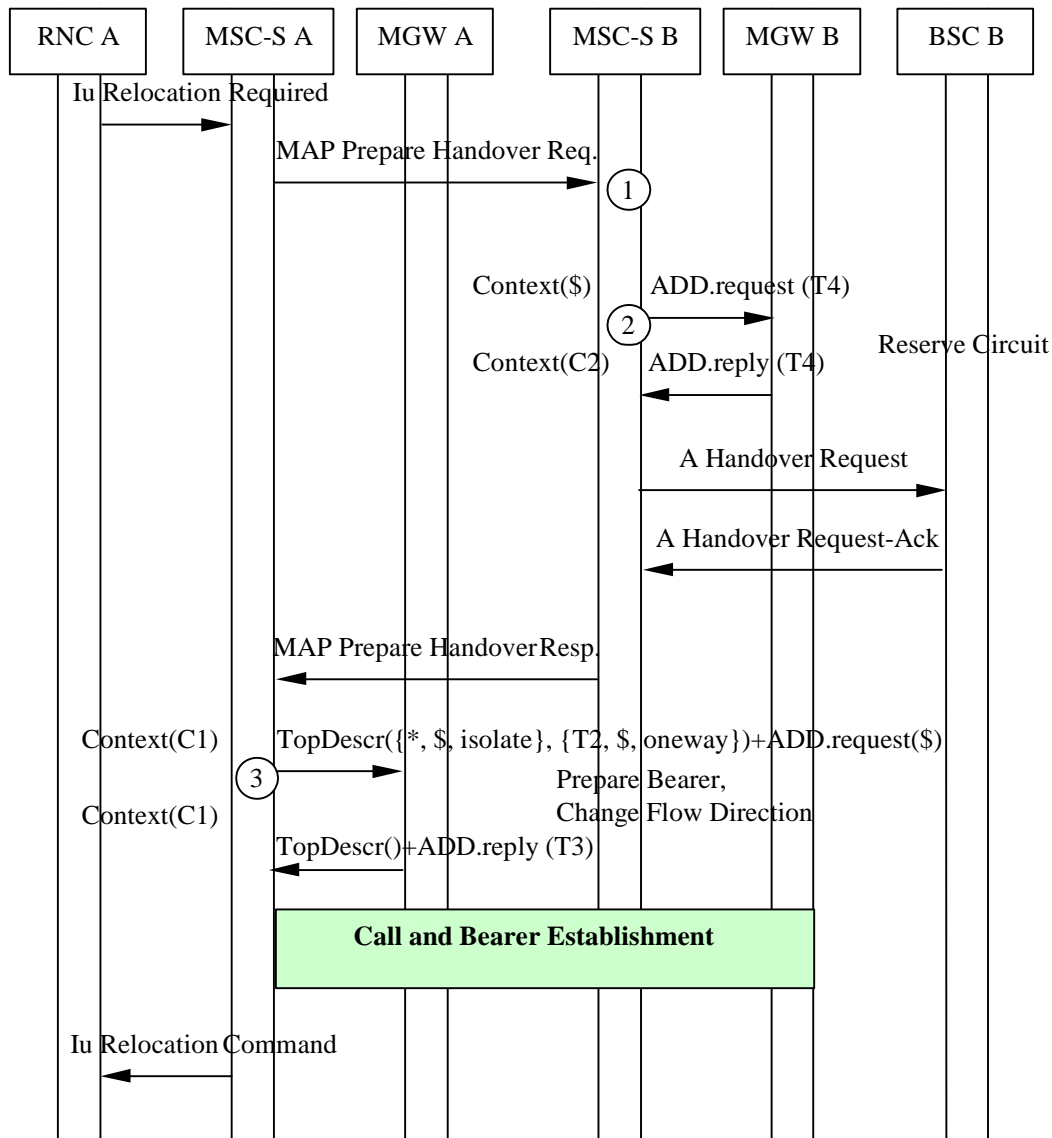 RNC A MSC-S A MGW A MSC-S B MGW B BSC B
Iu Relocation Required
MAP Prepare Handover Req.
1
Context($) ADD.request (T4)
2
Reserve Circuit
Context(C2) ADD.reply (T4)
A Handover Request
A Handover Request-Ack
MAP Prepare Handover Resp.
Context(C1) TopDescr({*, $, isolate}, {T2, $, oneway})+ADD.request($)
3
Prepare Bearer,
Change Flow Direction
Context(C1)
TopDescr()+ADD.reply (T3)
Call and Bearer Establishment
Iu Relocation Command